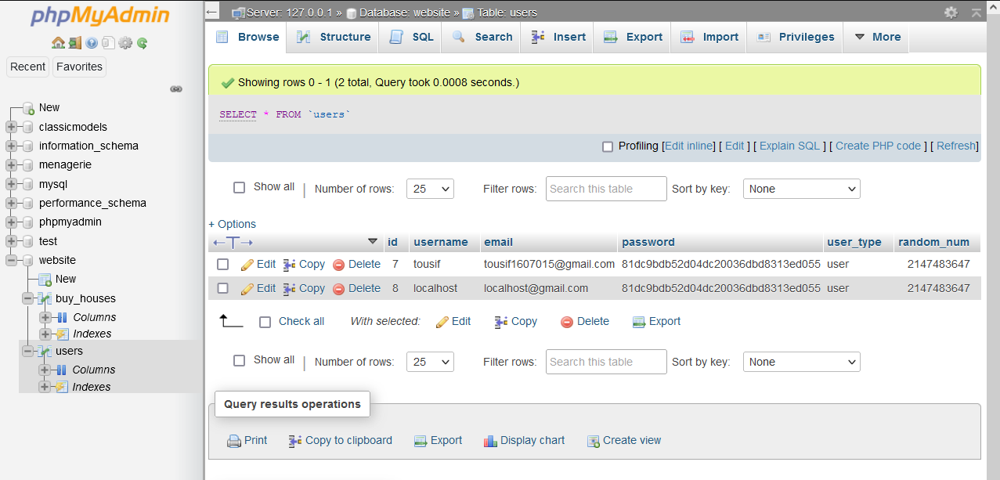 phpMyAdmin
Recent Favorites
New
classicmodels
information_schema
menagerie
mysql
performance_schema
phpmyadmin
test
website
New
buy_houses
Columns
Indexes
users
Columns
Indexes
Server: 127.0.0.1 » Database: website » Table: users
Browse Structure SQL Search Insert Export Import Privileges More
Showing rows 0 - 1 (2 total, Query took 0.0008 seconds.)
SELECT * FROM `users`
Profiling [Edit inline] [ Edit ] [ Explain SQL ] [ Create PHP code ] [ Refresh]
Show all | Number of rows: 25 Filter rows: Search this table Sort by key: None
+ Options
←T→ id username email password user_type random_num
Edit Copy Delete 7 tousif tousif1607015@gmail.com 81dc9bdb52d04dc20036dbd8313ed055 user 2147483647
Edit Copy Delete 8 localhost localhost@gmail.com 81dc9bdb52d04dc20036dbd8313ed055 user 2147483647
Check all With selected: Edit Copy Delete Export
Show all | Number of rows: 25 Filter rows: Search this table Sort by key: None
Query results operations
Print Copy to clipboard Export Display chart Create view